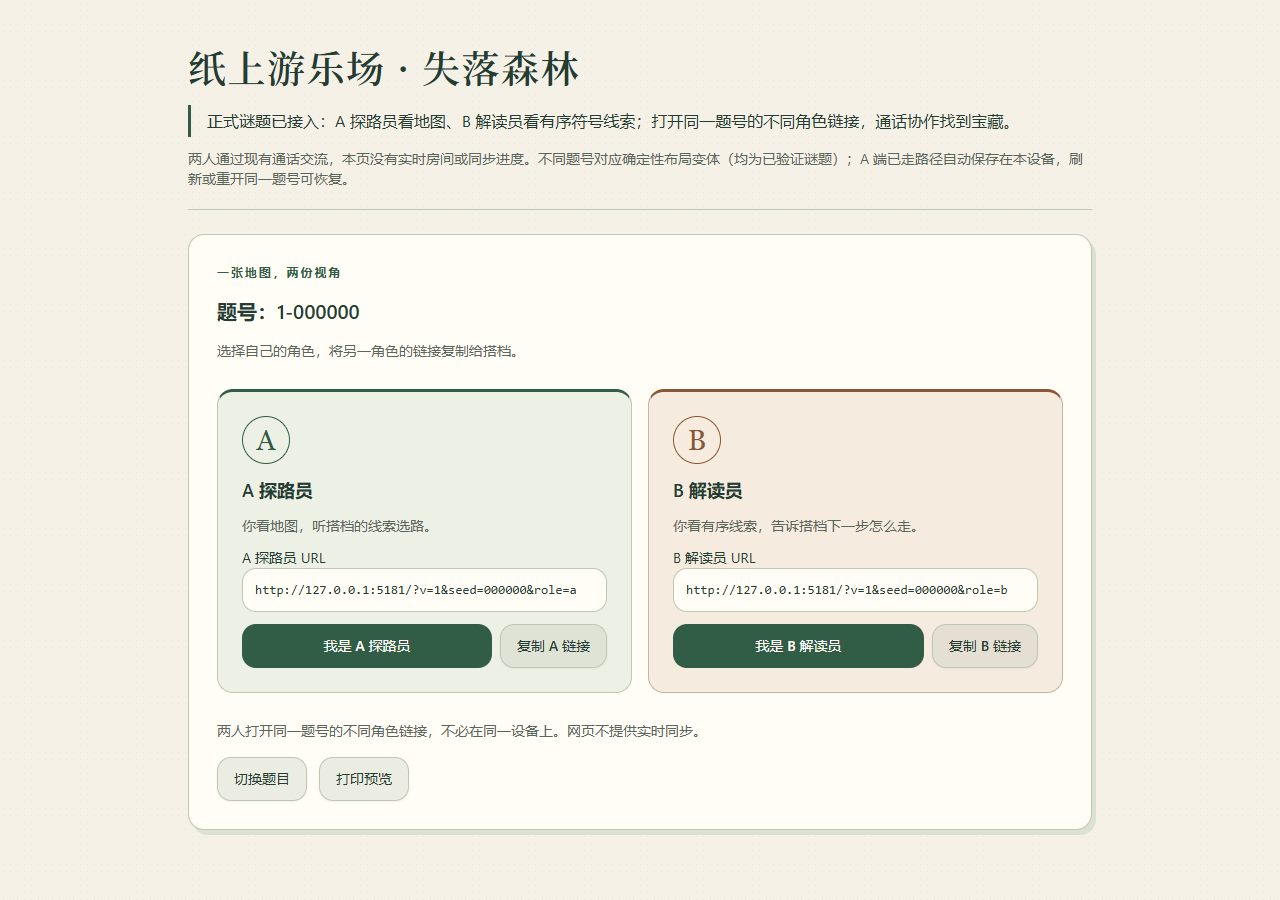 纸上游乐场 · 失落森林
正式谜题已接入：A 探路员看地图、B 解读员看有序符号线索；打开同一题号的不同角色链接，通话协作找到宝藏。
两人通过现有通话交流，本页没有实时房间或同步进度。不同题号对应确定性布局变体（均为已验证谜题）；A 端已走路径自动保存在本设备，刷
新或重开同一题号可恢复。
一张地图，两份视角
题号：1-000000
选择自己的角色，将另一角色的链接复制给搭档。
A
A 探路员
你看地图，听搭档的线索选路。
A 探路员 URL
http://127.0.0.1:5181/?v=1&seed=000000&role=a
我是 A 探路员
复制 A 链接
B
B 解读员
你看有序线索，告诉搭档下一步怎么走。
B 解读员 URL
http://127.0.0.1:5181/?v=1&seed=000000&role=b
我是 B 解读员
复制 B 链接
两人打开同一题号的不同角色链接，不必在同一设备上。网页不提供实时同步。
切换题目
打印预览